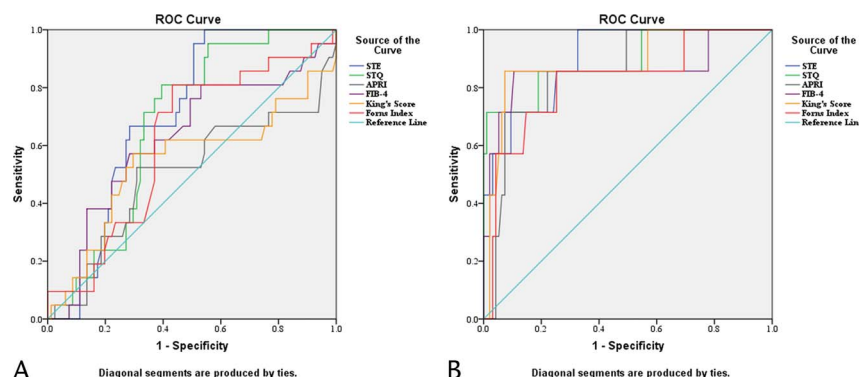 ROC Curve
Source of the
Curve
STE
STQ
APRI
FIB-4
King's Score
Forns Index
Reference Line
Sensitivity
1.0
0.8
0.6
0.4
0.2
0.0
0.0 0.2 0.4 0.6 0.8 1.0
1 - Specificity
A
Diagonal segments are produced by ties.
ROC Curve
Source of the
Curve
STE
STQ
APRI
FIB-4
King's Score
Forns Index
Reference Line
Sensitivity
1.0
0.8
0.6
0.4
0.2
0.0
0.0 0.2 0.4 0.6 0.8 1.0
1 - Specificity
B
Diagonal segments are produced by ties.